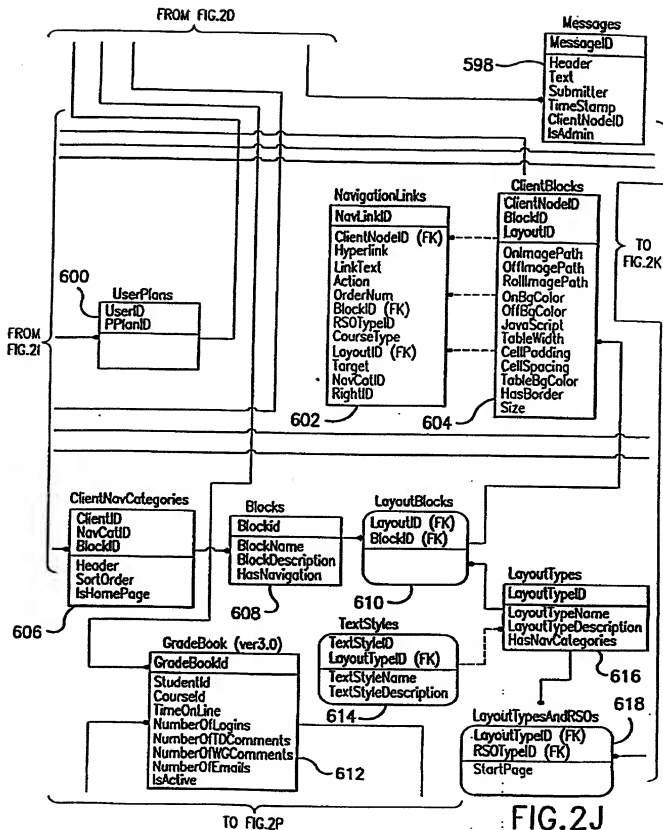 FROM FIG.2D
Messages
MessageID
598
Header
Text
Submitter
TimeStamp
ClientNodeID
IsAdmin
NavigationLinks
NavLinkID
ClientNodeID (FK)
Hyperlink
LinkText
Action
OrderNum
BlockID (FK)
RSOTypeID
CourseType
LayoutID (FK)
Target
NavCatID
RightID
602
ClientBlocks
ClientNodeID
BlockID
LayoutID
OnImagePath
OffImagePath
RollImagePath
OnBgColor
OffBgColor
JavaScript
TableWidth
CellPadding
CellSpacing
TableBgColor
HasBorder
Size
604
TO
FIG.2K
600
UserPlans
UserID
PPlanID
FROM
FIG.2I
ClientNavCategories
ClientID
NavCatID
BlockID
Header
SortOrder
IsHomePage
606
Blocks
Blockid
BlockName
BlockDescription
HasNavigation
608
LayoutBlocks
LayoutID (FK)
BlockID (FK)
610
LayoutTypes
LayoutTypeID
LayoutTypeName
LayoutTypeDescription
HasNavCategories
616
TextStyles
TextStyleID
LayoutTypeID (FK)
TextStyleName
TextStyleDescription
614
GradeBook (ver3.0)
GradeBookId
StudentId
CourseId
TimeOnLine
NumberOfLogins
NumberOfTDComments
NumberOfWGComments
NumberOfEmails
IsActive
612
LayoutTypesAndRSOs
618
LayoutTypeID (FK)
RSOTypeID (FK)
StartPage
TO FIG.2P
FIG.2J